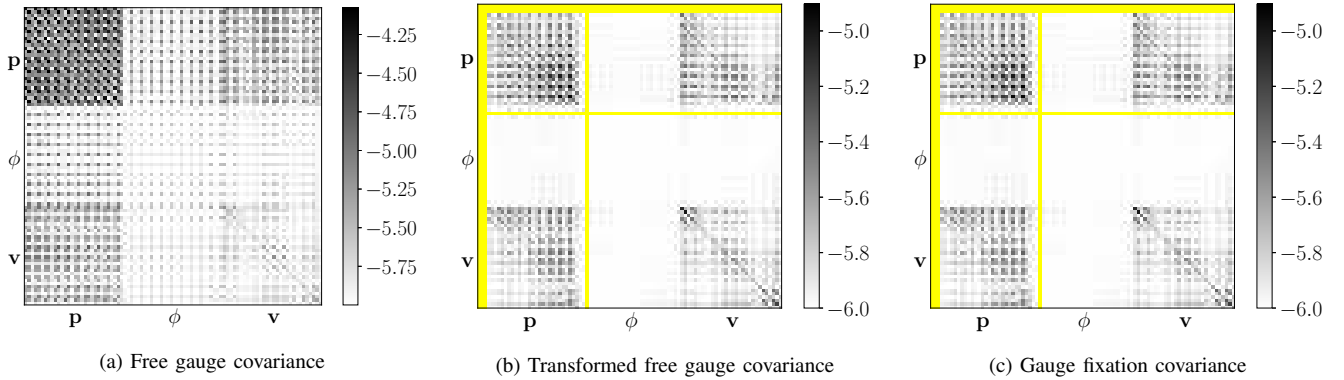 p
ϕ
v
p
ϕ
v
−4.25
−4.50
−4.75
−5.00
−5.25
−5.50
−5.75
(a) Free gauge covariance
p
ϕ
v
p
ϕ
v
−5.0
−5.2
−5.4
−5.6
−5.8
−6.0
(b) Transformed free gauge covariance
p
ϕ
v
p
ϕ
v
−5.0
−5.2
−5.4
−5.6
−5.8
−6.0
(c) Gauge fixation covariance